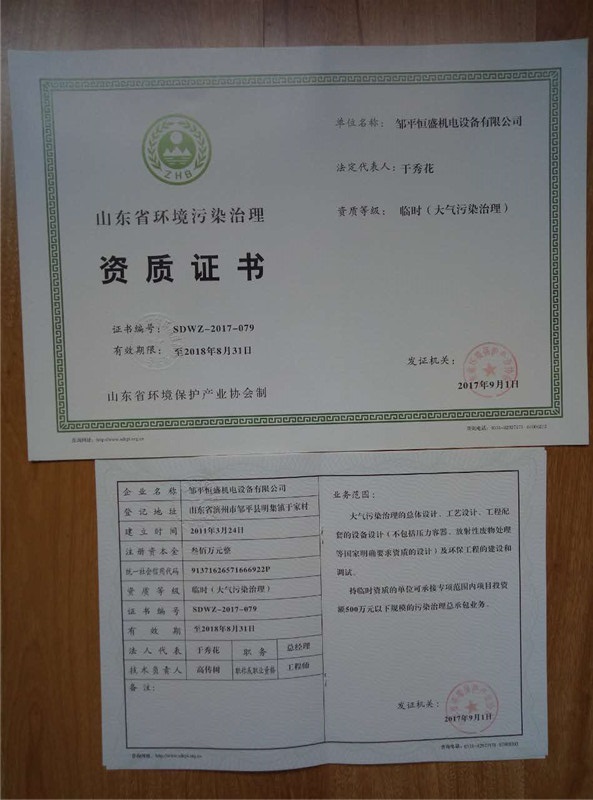 ZHB
山东省环境污染治理
资质证书
证书编号： SDWZ-2017-079
有效期限： 至2018年8月31日
山东省环境保护产业协会制
单位名称： 邹平恒盛机电设备有限公司
法定代表人：于秀花
资质等级： 临时（大气污染治理）
发证机关：
2017年9月1日
企业名称 邹平恒盛机电设备有限公司
登记地址 山东省滨州市邹平县明集镇于家村
建立时间 2011年3月24日
注册资本金 叁佰万元整
统一社会信用代码 91371626571666922P
资质等级 临时（大气污染治理）
证书编号 SDWZ-2017-079
有效期 至2018年8月31日
法人代表 于秀花 职务 总经理
技术负责人 高传树 职称或职业资格 工程师
备注：
业务范围：
大气污染治理的总体设计、工艺设计、工程配
套的设备设计（不包括压力容器、放射性废物处理
等国家明确要求资质的设计）及环保工程的建设和
调试。
持临时资质的单位可承接专项范围内项目投资
额500万元以下规模的污染治理总承包业务。
发证机关：
2017年9月1日